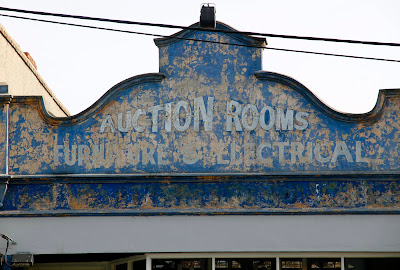 AUCTION ROOMS
FURNITURE & ELECTRICAL